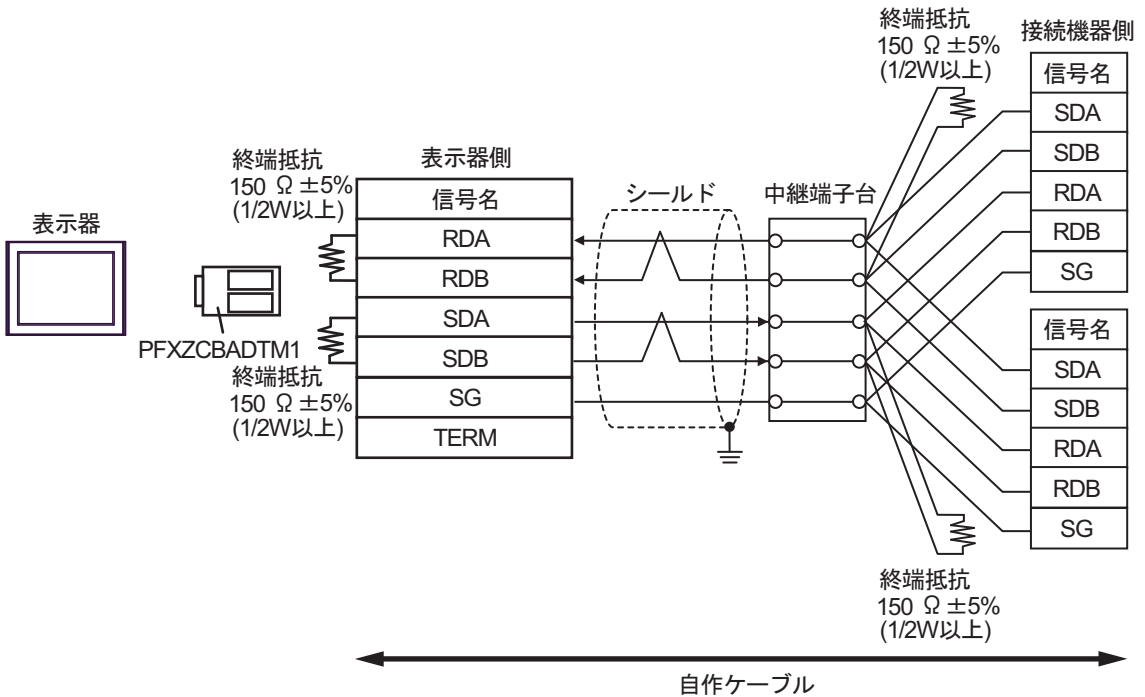 終端抵抗
150 Ω ±5%
(1/2W以上)
接続機器側
信号名
SDA
SDB
RDA
RDB
SG
表示器
PFXZCBADTM1
終端抵抗
150 Ω ±5%
(1/2W以上)
終端抵抗
150 Ω ±5%
(1/2W以上)
表示器側
信号名
RDA
RDB
SDA
SDB
SG
TERM
シールド
中継端子台
信号名
SDA
SDB
RDA
RDB
SG
終端抵抗
150 Ω ±5%
(1/2W以上)
自作ケーブル